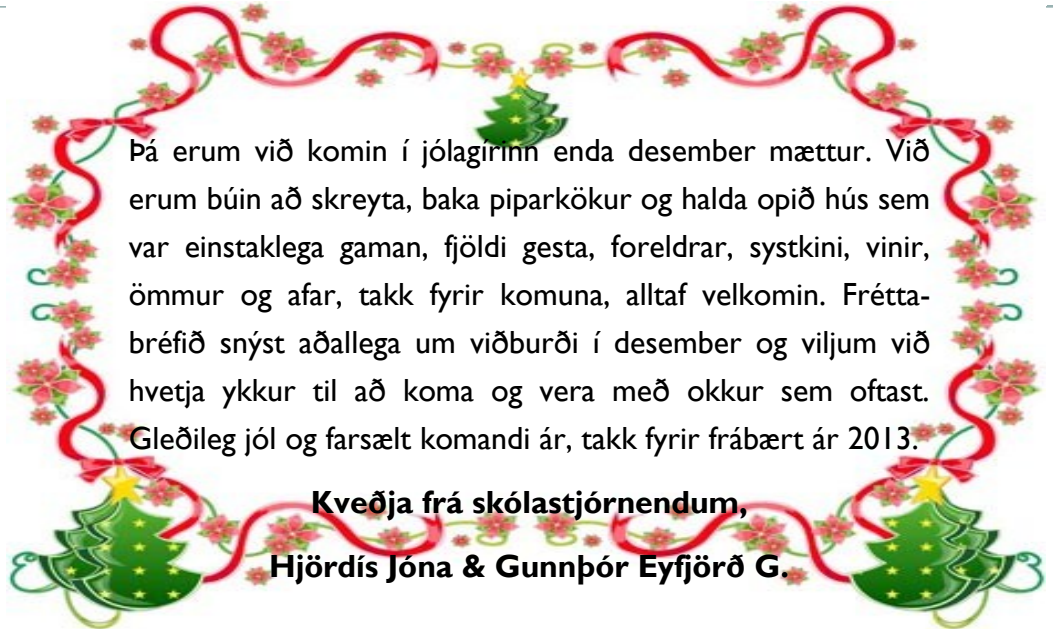 Þá erum við komin í jólagírinn enda desember mættur. Við
erum búin að skreyta, baka piparkökur og halda opið hús sem
var einstaklega gaman, fjöldi gesta, foreldrar, systkini, vinir,
ömmur og afar, takk fyrir komuna, alltaf velkomin. Frétta-
bréfið snýst aðallega um viðburði í desember og viljum við
hvetja ykkur til að koma og vera með okkur sem oftast.
Gleðileg jól og farsælt komandi ár, takk fyrir frábært ár 2013.
Kveðja frá skólastjórnendum,
Hjördís Jóna & Gunnþór Eyfjörð G.